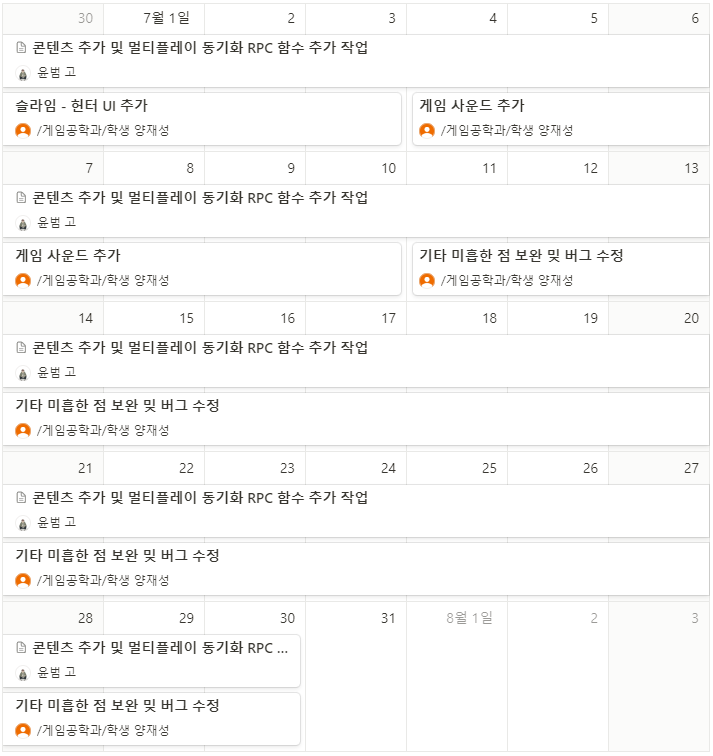 30 7월 1일 2 3 4 5 6
콘텐츠 추가 및 멀티플레이 동기화 RPC 함수 추가 작업
윤범 고
슬라임 - 헌터 UI 추가
/게임공학과/학생 양재성
게임 사운드 추가
/게임공학과/학생 양재성
7 8 9 10 11 12 13
콘텐츠 추가 및 멀티플레이 동기화 RPC 함수 추가 작업
윤범 고
게임 사운드 추가
/게임공학과/학생 양재성
기타 미흡한 점 보완 및 버그 수정
/게임공학과/학생 양재성
14 15 16 17 18 19 20
콘텐츠 추가 및 멀티플레이 동기화 RPC 함수 추가 작업
윤범 고
기타 미흡한 점 보완 및 버그 수정
/게임공학과/학생 양재성
21 22 23 24 25 26 27
콘텐츠 추가 및 멀티플레이 동기화 RPC 함수 추가 작업
윤범 고
기타 미흡한 점 보완 및 버그 수정
/게임공학과/학생 양재성
28 29 30 31 8월 1일 2 3
콘텐츠 추가 및 멀티플레이 동기화 RPC ...
윤범 고
기타 미흡한 점 보완 및 버그 수정
/게임공학과/학생 양재성